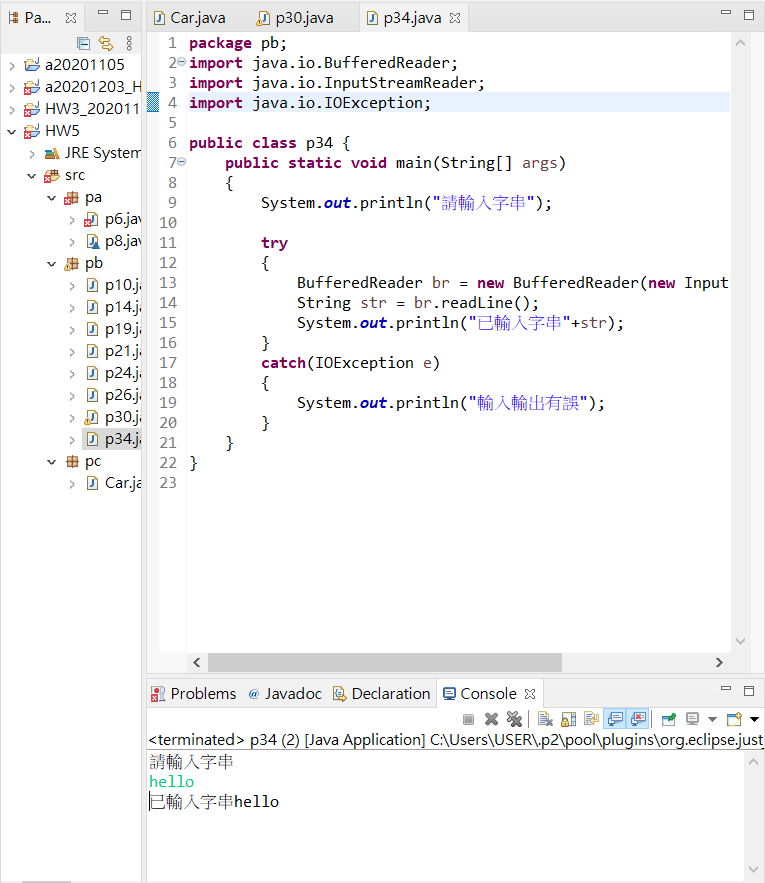 Pa...
a20201105
a20201203_H
HW3_202011
HW5
JRE System
src
pa
p6.jav
p8.jav
pb
p10.ja
p14.ja
p19.ja
p21.ja
p24.ja
p26.ja
p30.ja
p34.ja
pc
Car.ja
Car.java p30.java p34.java
1 package pb;
2 import java.io.BufferedReader;
3 import java.io.InputStreamReader;
4 import java.io.IOException;
5
6 public class p34 {
7 public static void main(String[] args)
8 {
9 System.out.println("請輸入字串");
10
11 try
12 {
13 BufferedReader br = new BufferedReader(new Input
14 String str = br.readLine();
15 System.out.println("已輸入字串"+str);
16 }
17 catch(IOException e)
18 {
19 System.out.println("輸入輸出有誤");
20 }
21 }
22 }
23
Problems @ Javadoc Declaration Console
<terminated> p34 (2) [Java Application] C:\Users\USER\.p2\pool\plugins\org.eclipse.just
請輸入字串
hello
已輸入字串hello